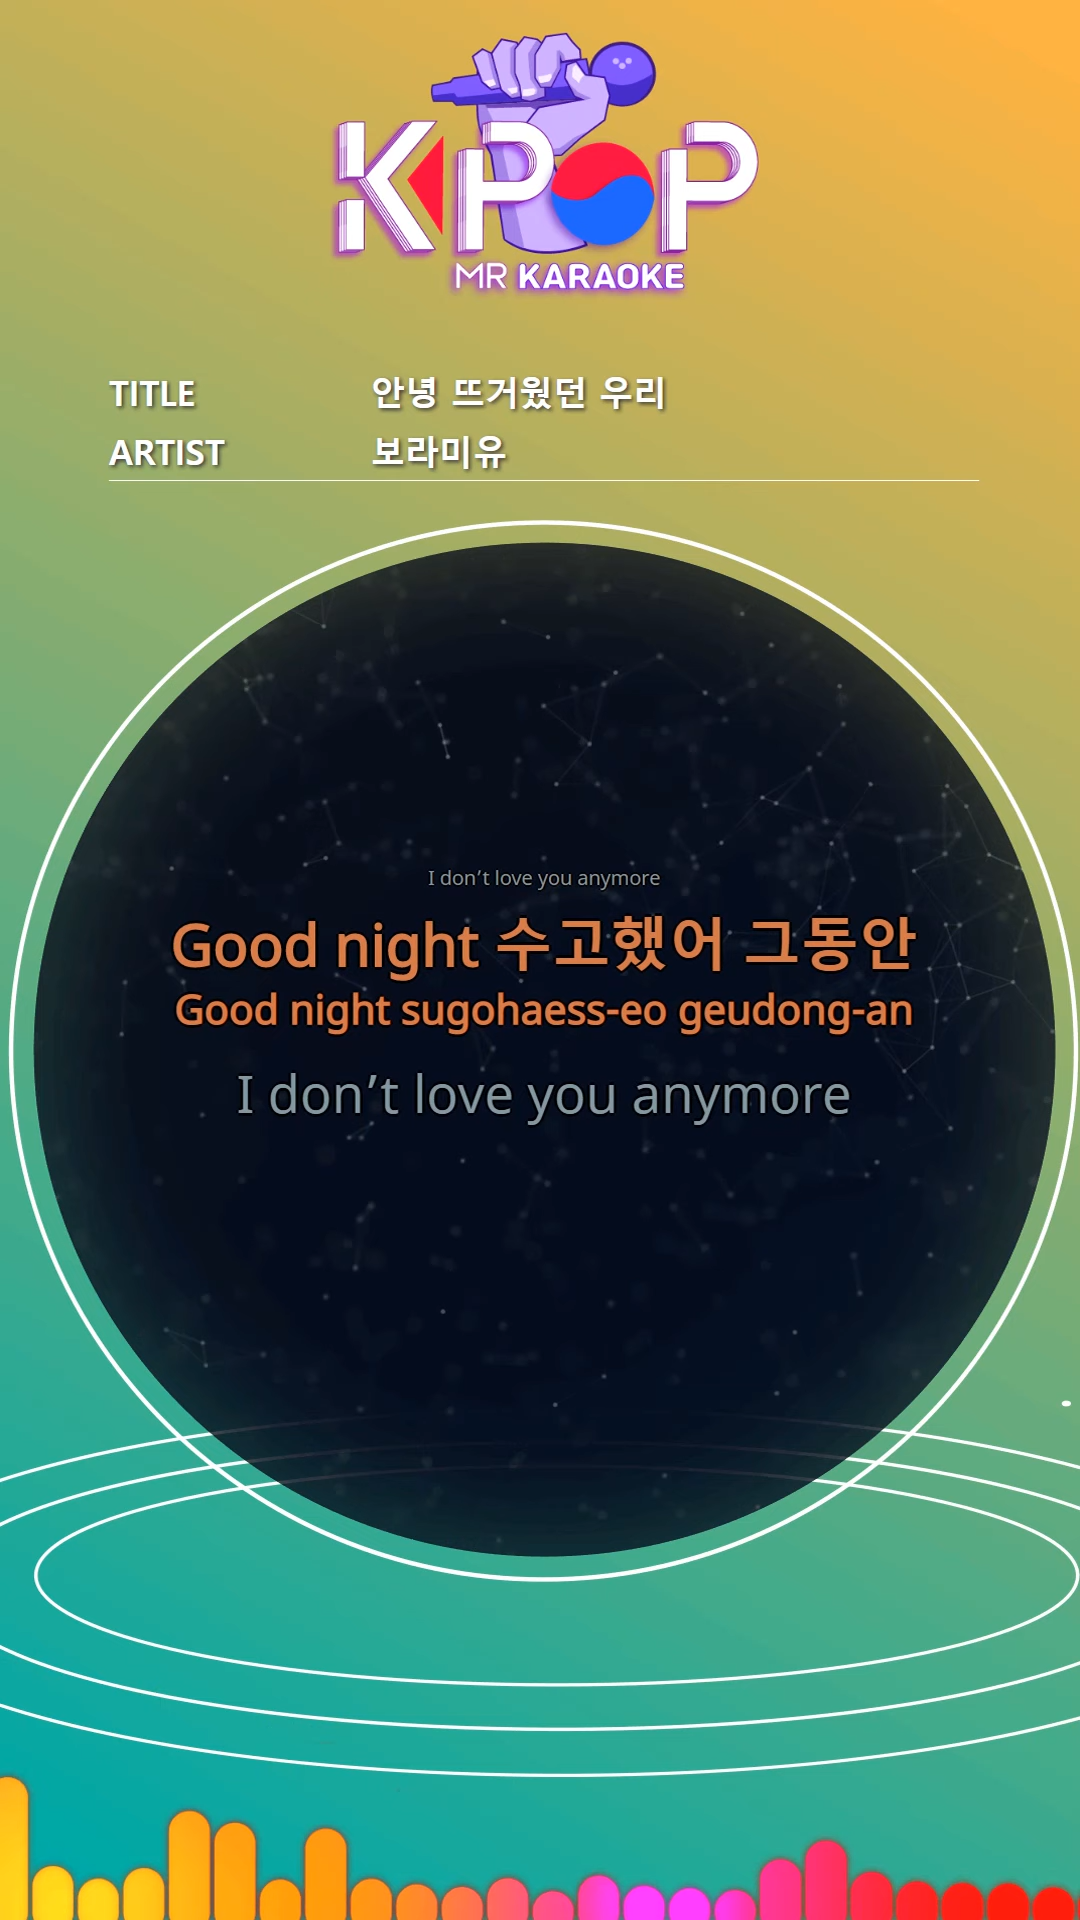 KPOP
MR KARAOKE
TITLE 안녕 뜨거웠던 우리
ARTIST 보라미유
I don’t love you anymore
Good night 수고했어 그동안
Good night sugohaess-eo geudong-an
I don’t love you anymore